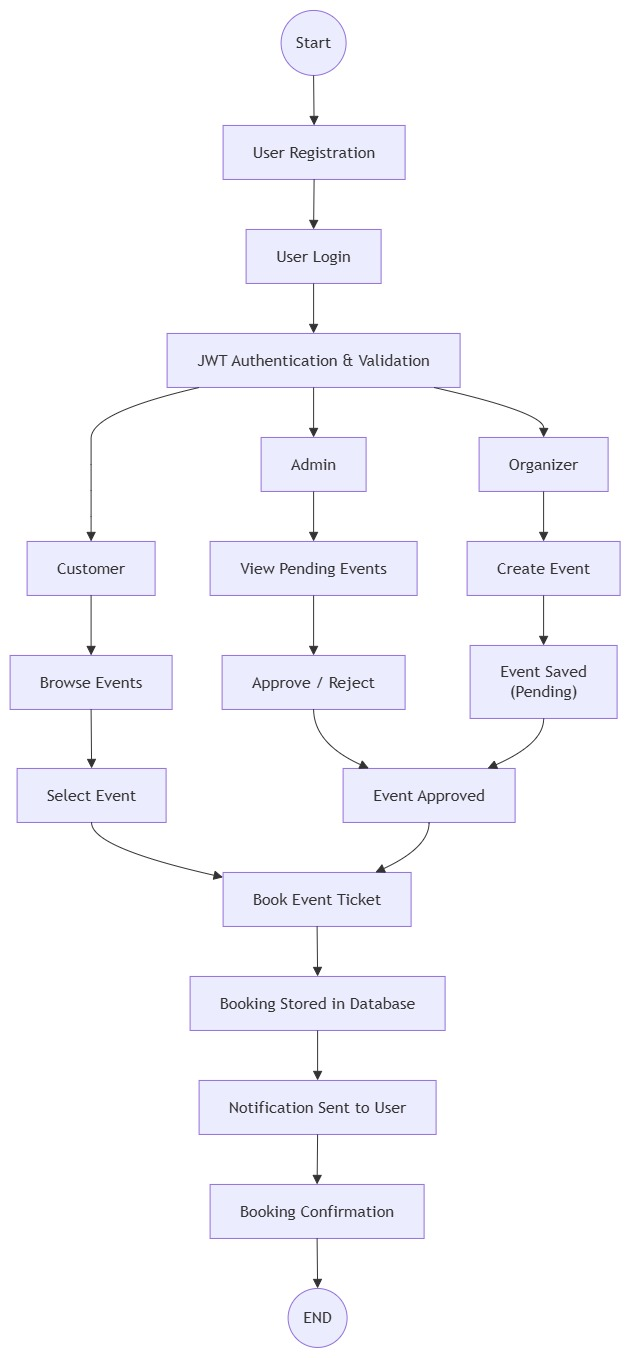 Start
User Registration
User Login
JWT Authentication & Validation
Admin
Organizer
Customer
View Pending Events
Create Event
Browse Events
Approve / Reject
Event Saved
(Pending)
Select Event
Event Approved
Book Event Ticket
Booking Stored in Database
Notification Sent to User
Booking Confirmation
END